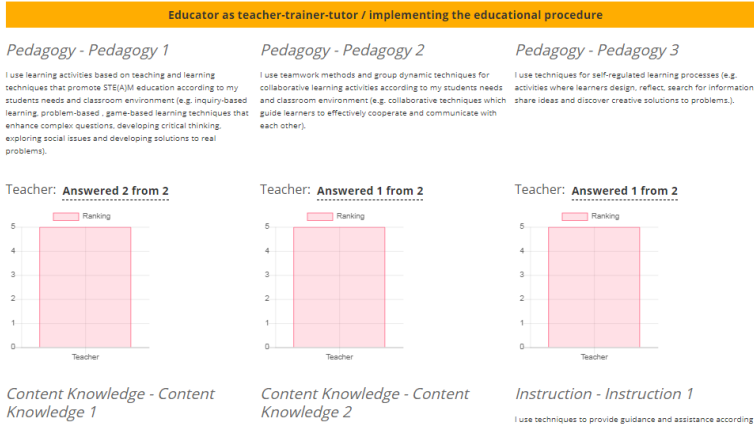 Educator as teacher-trainer-tutor / implementing the educational procedure
Pedagogy - Pedagogy 1
I use learning activities based on teaching and learning
techniques that promote STE(A)M education according to my
students needs and classroom environment (e.g. inquiry-based
learning, problem-based , game-based learning techniques that
enhance complex questions, developing critical thinking,
exploring social issues and developing solutions to real
problems).
Teacher: Answered 2 from 2
Ranking
5
4
3
2
1
0
Teacher
Pedagogy - Pedagogy 2
I use teamwork methods and group dynamic techniques for
collaborative learning activities according to my students needs
and classroom environment (e.g. collaborative techniques which
guide learners to effectively cooperate and communicate with
each other).
Teacher: Answered 1 from 2
Ranking
5
4
3
2
1
0
Teacher
Pedagogy - Pedagogy 3
I use techniques for self-regulated learning processes (e.g.
activities where learners design, reflect, search for information,
share ideas and discover creative solutions to problems.).
Teacher: Answered 1 from 2
Ranking
5
4
3
2
1
0
Teacher
Content Knowledge - Content
Knowledge 1
Content Knowledge - Content
Knowledge 2
Instruction - Instruction 1
I use techniques to provide guidance and assistance according